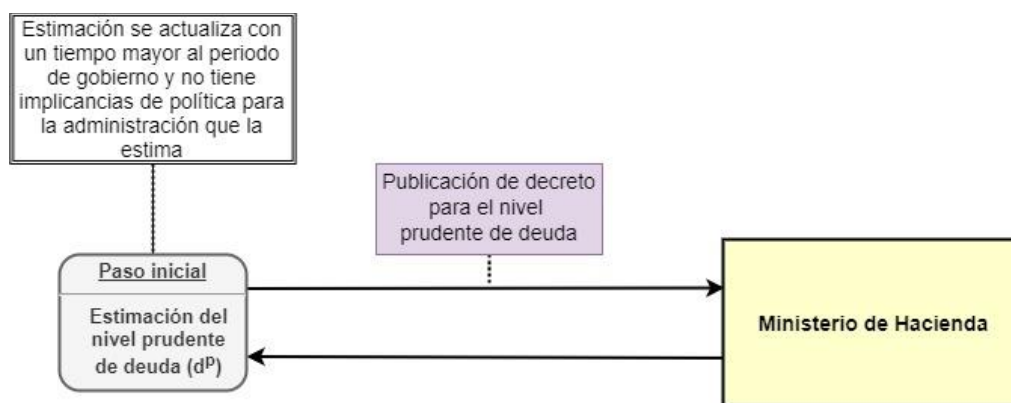 Estimación se actualiza con
un tiempo mayor al periodo
de gobierno y no tiene
implicancias de política para
la administración que la
estima
Publicación de decreto
para el nivel
prudente de deuda
Paso inicial
Estimación del
nivel prudente
de deuda (dᵖ)
Ministerio de Hacienda